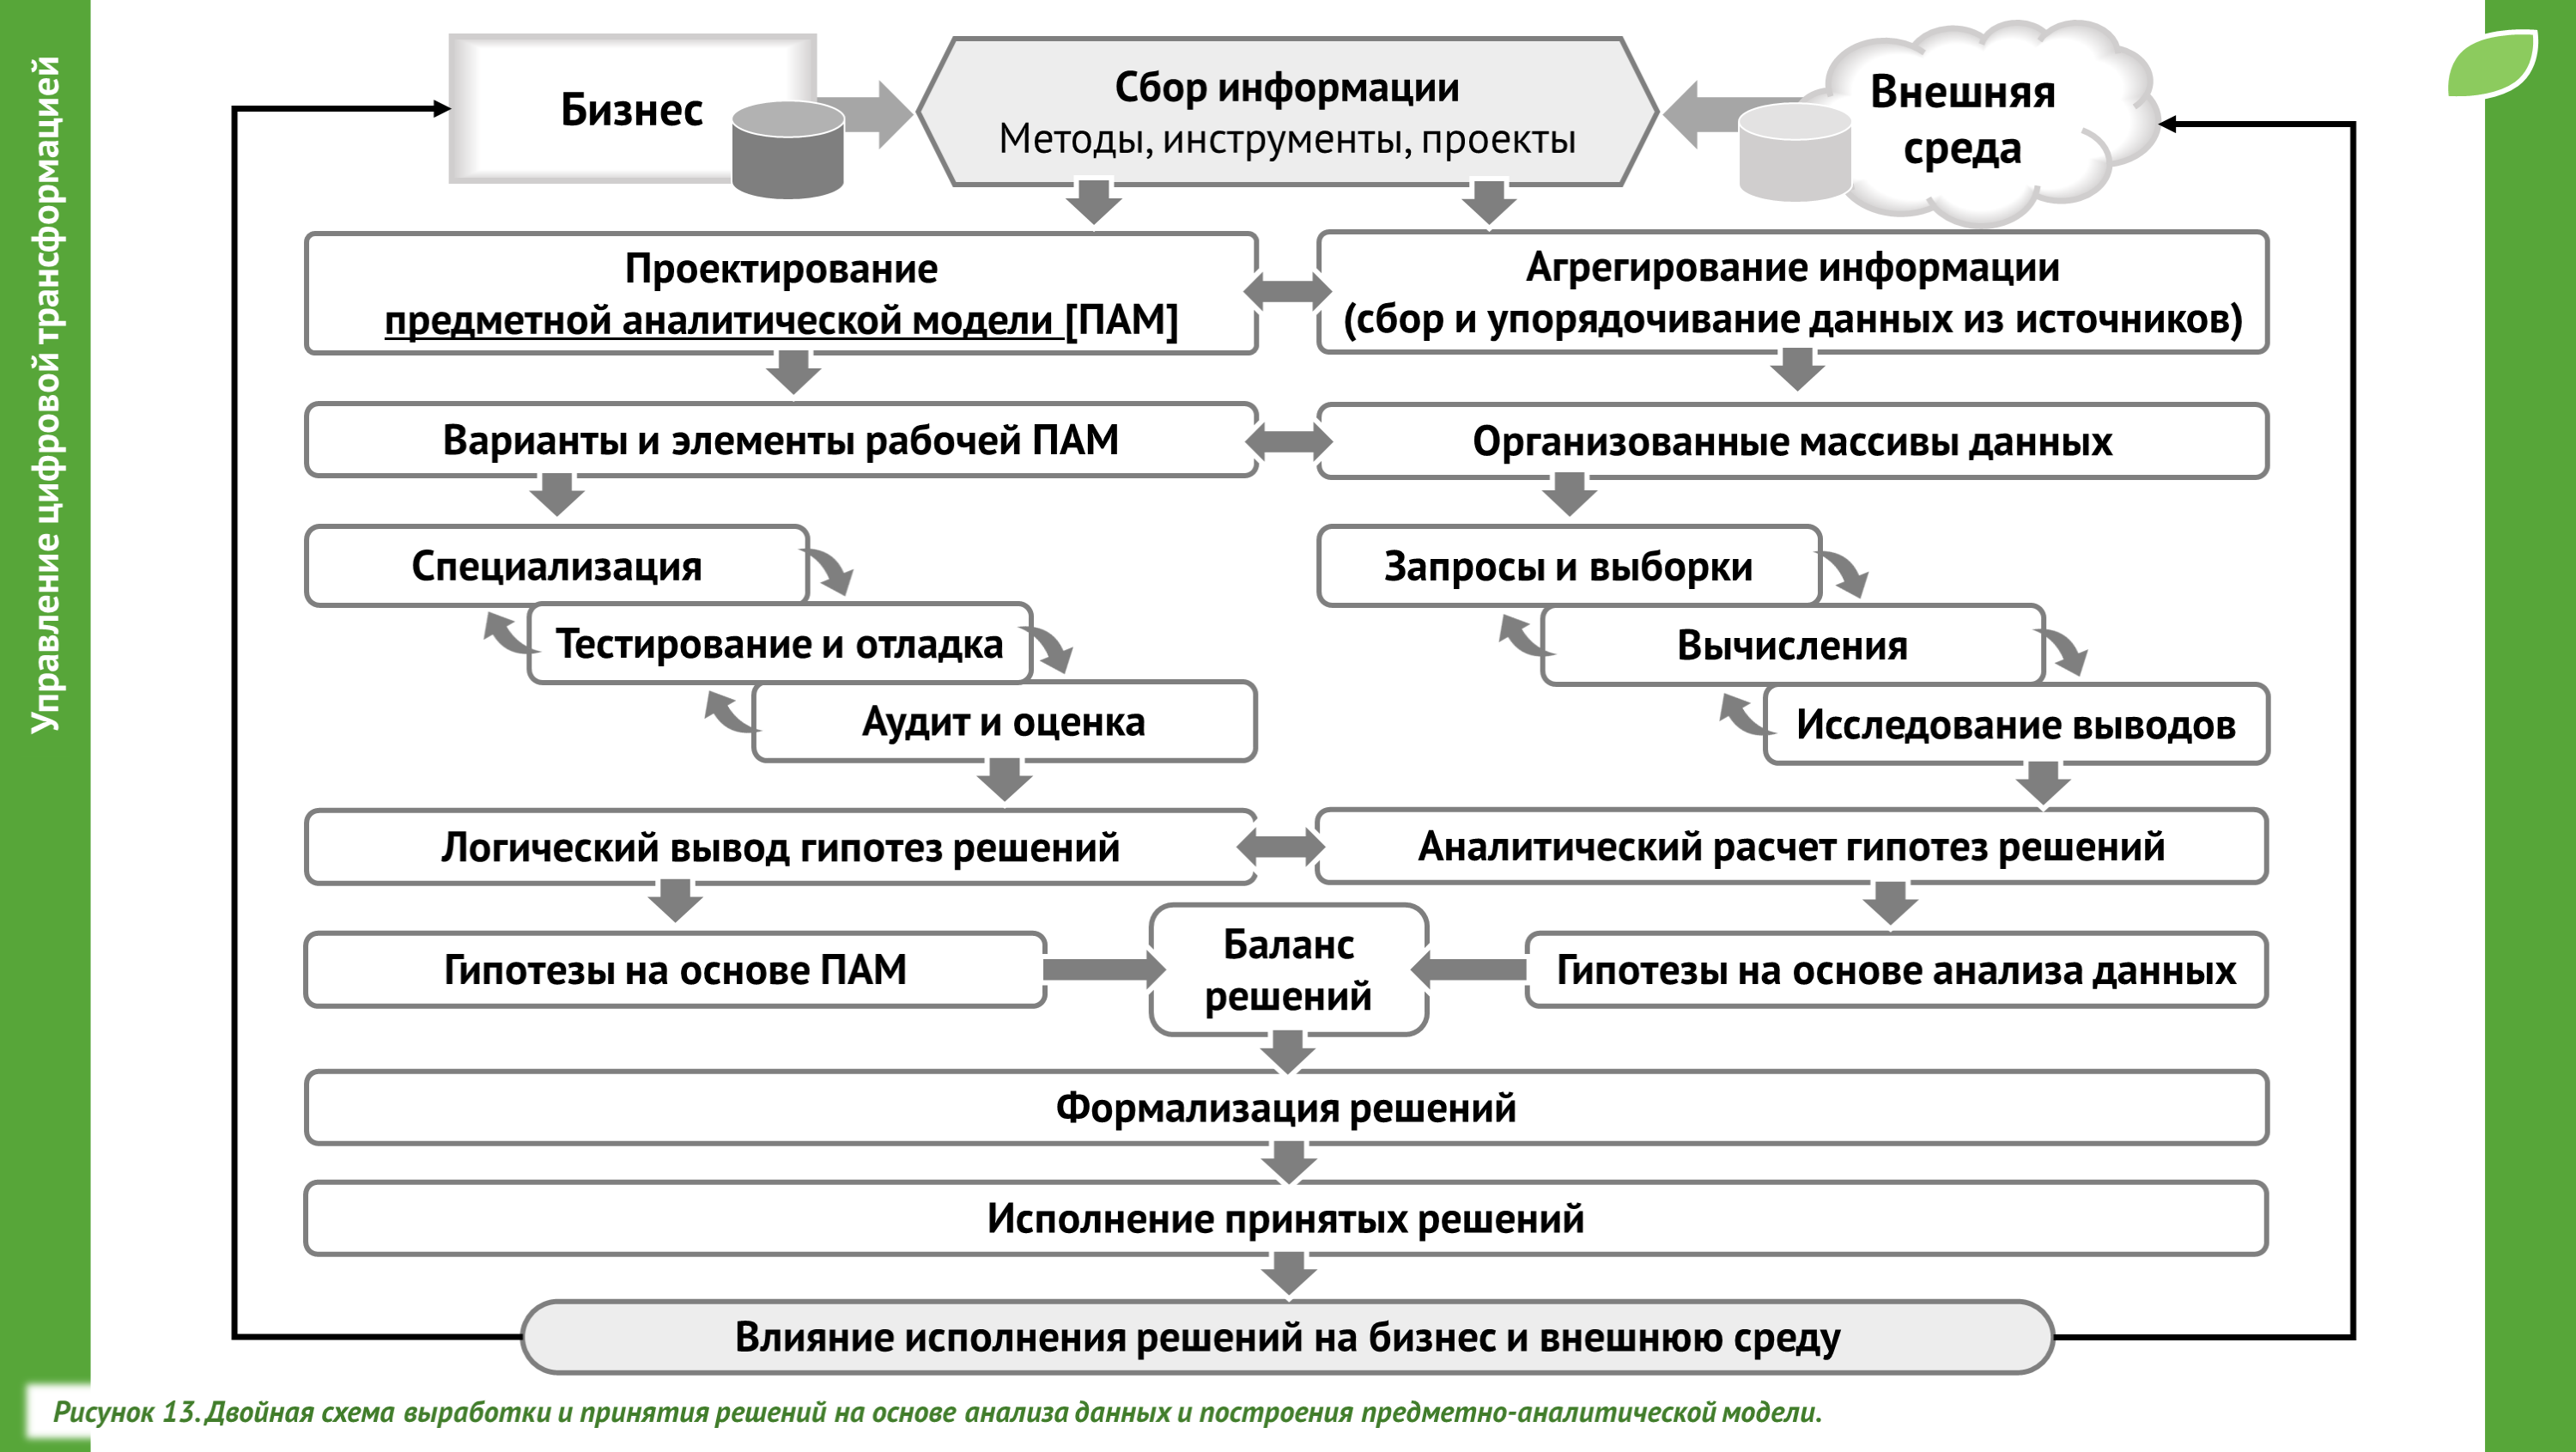 Управление цифровой трансформацией
Бизнес
Сбор информации
Методы, инструменты, проекты
Внешняя
среда
Проектирование
предметной аналитической модели [ПАМ]
Агрегирование информации
(сбор и упорядочивание данных из источников)
Варианты и элементы рабочей ПАМ
Организованные массивы данных
Специализация
Тестирование и отладка
Аудит и оценка
Запросы и выборки
Вычисления
Исследование выводов
Логический вывод гипотез решений
Аналитический расчет гипотез решений
Гипотезы на основе ПАМ
Баланс
решений
Гипотезы на основе анализа данных
Формализация решений
Исполнение принятых решений
Влияние исполнения решений на бизнес и внешнюю среду
Рисунок 13. Двойная схема выработки и принятия решений на основе анализа данных и построения предметно-аналитической модели.